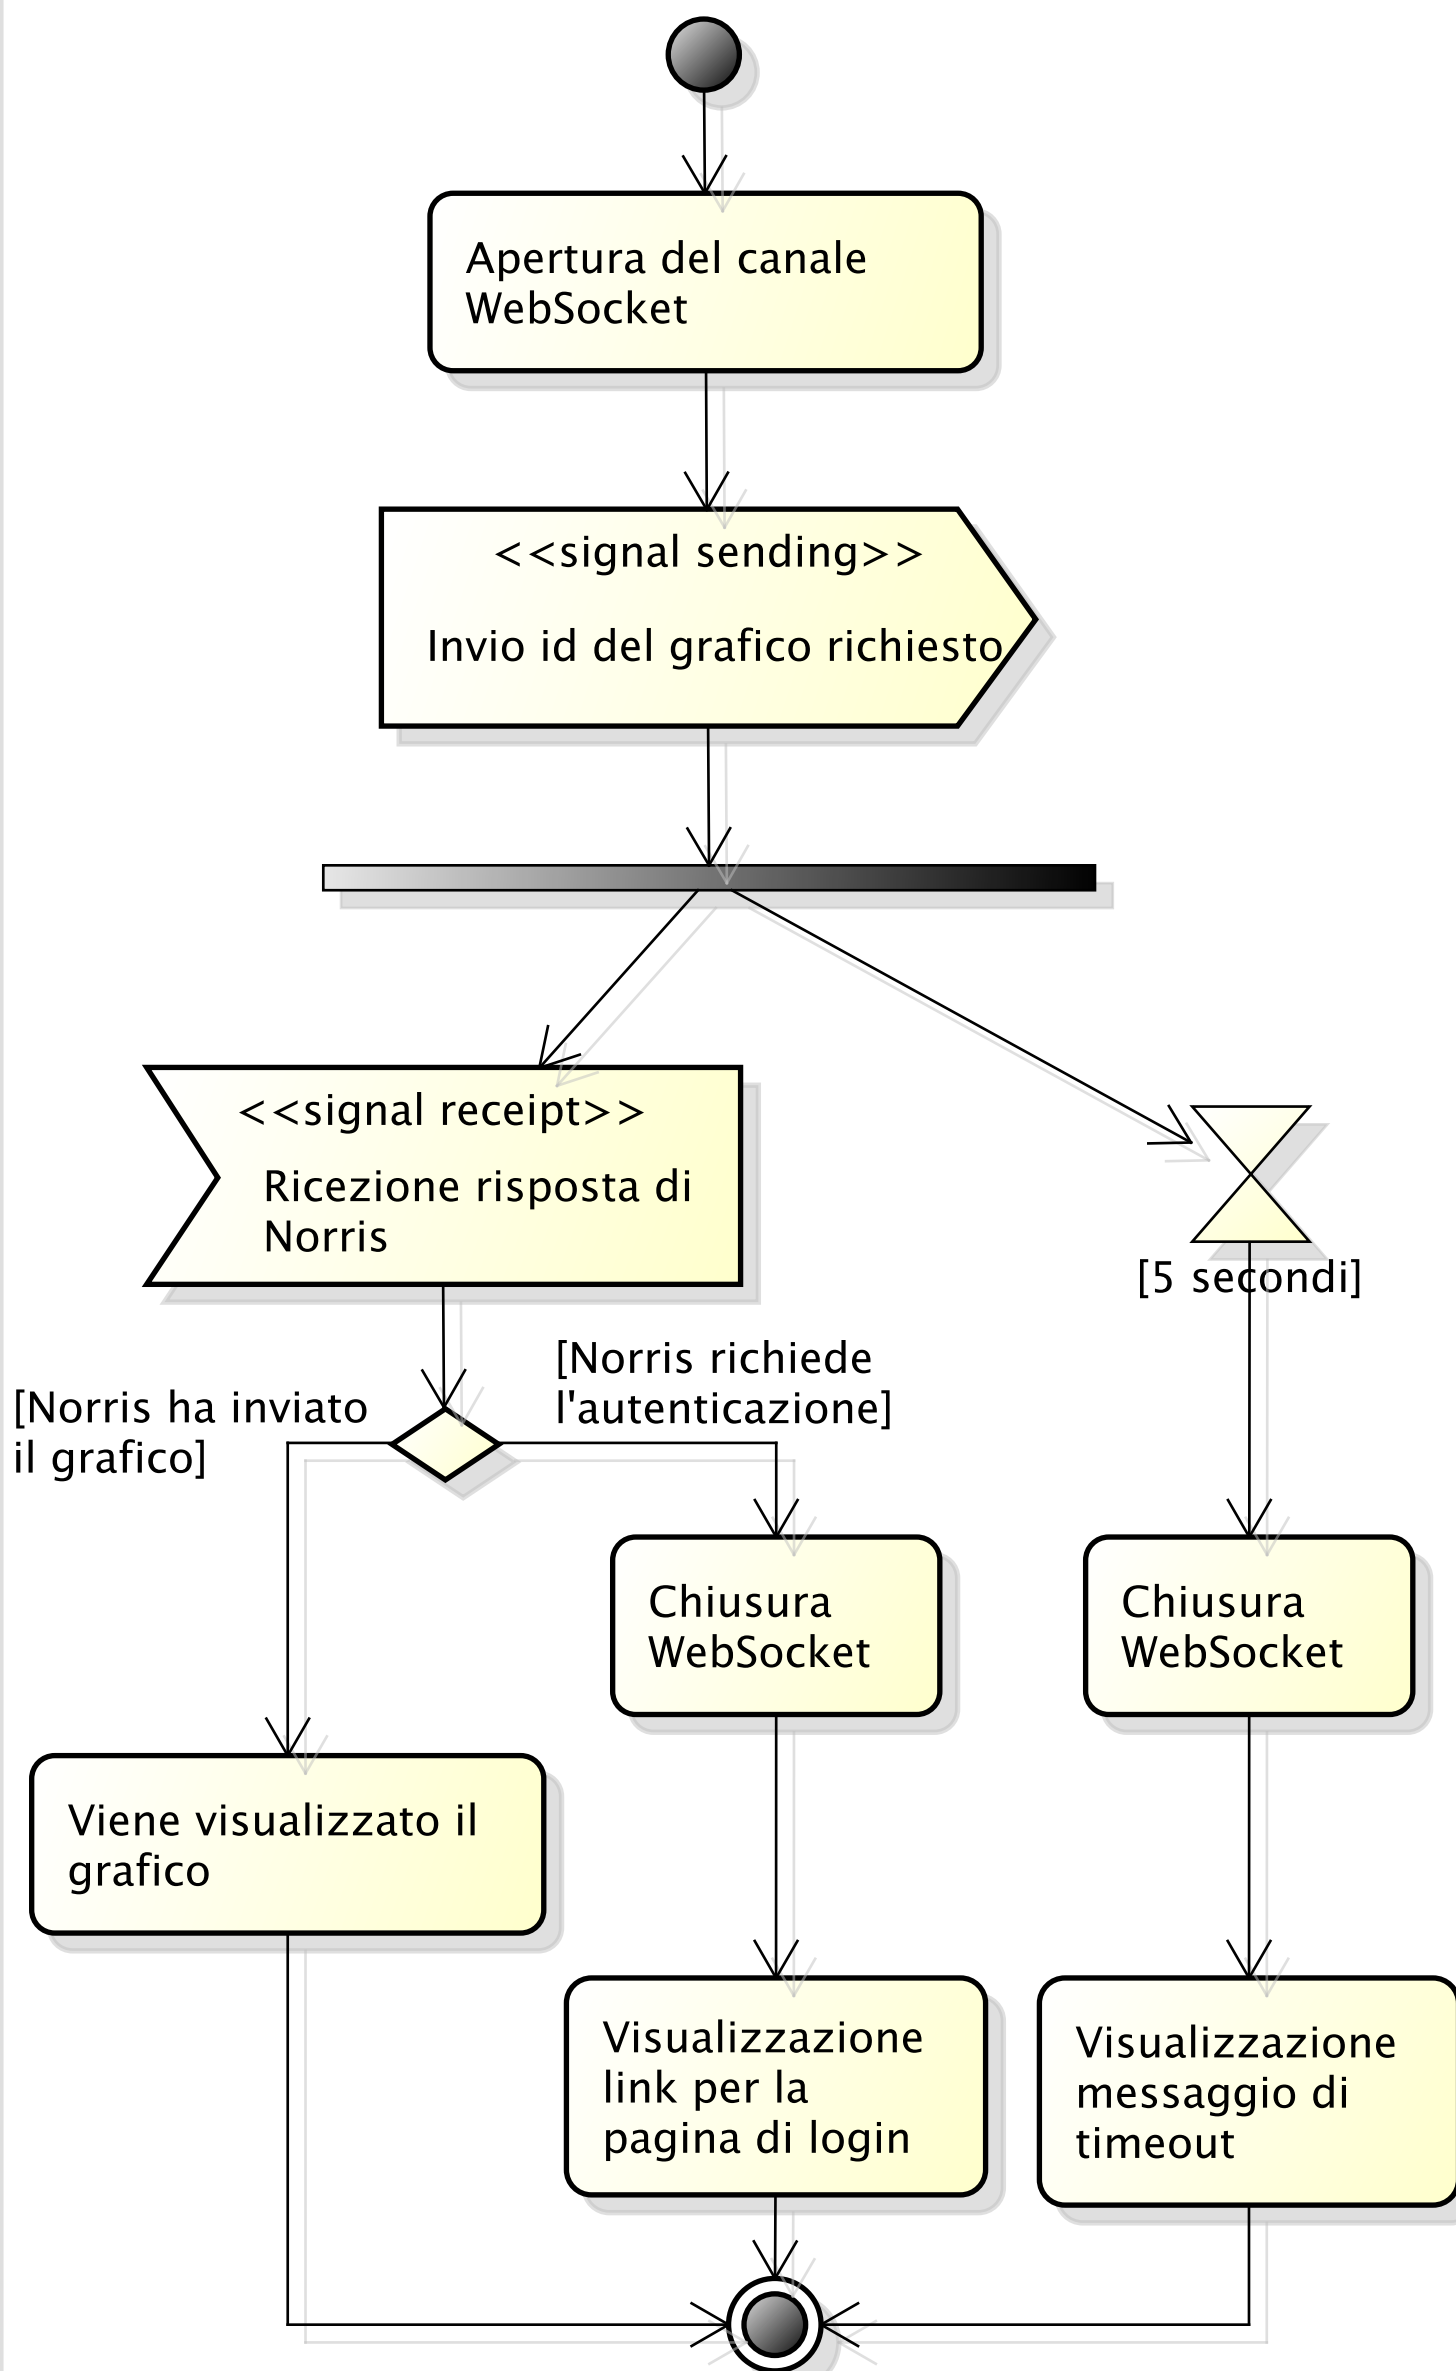 Apertura del canale
WebSocket
<<signal sending>>
Invio id del grafico richiesto
<<signal receipt>>
Ricezione risposta di
Norris
[5 secondi]
[Norris ha inviato
il grafico]
[Norris richiede
l'autenticazione]
Chiusura
WebSocket
Chiusura
WebSocket
Viene visualizzato il
grafico
Visualizzazione
link per la
pagina di login
Visualizzazione
messaggio di
timeout